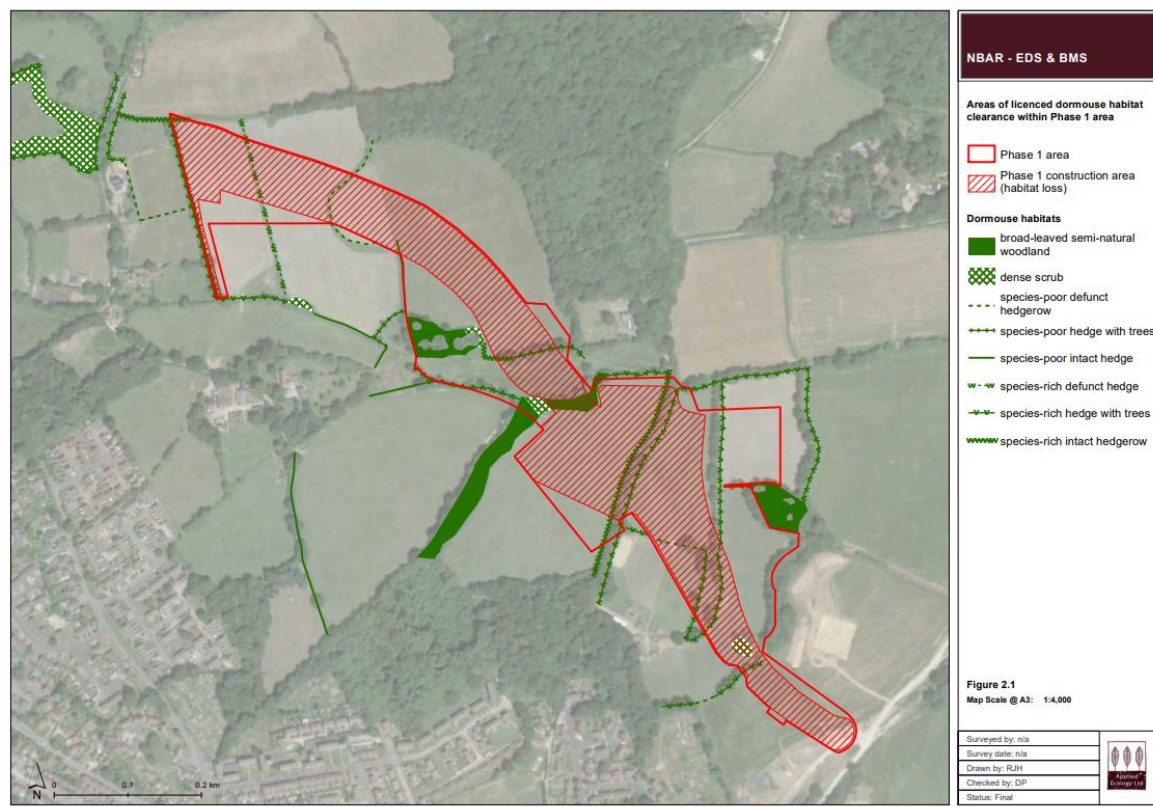 NBAR - EDS & BMS
Areas of licenced dormouse habitat
clearance within Phase 1 area
Phase 1 area
Phase 1 construction area
(habitat loss)
Dormouse habitats
broad-leaved semi-natural
woodland
dense scrub
species-poor defunct
hedgerow
species-poor hedge with trees
species-poor intact hedge
species-rich defunct hedge
species-rich hedge with trees
species-rich intact hedgerow
Figure 2.1
Map Scale @ A3: 1:4,000
Surveyed by: n/a
Survey date: n/a
Drawn by: RJH
Checked by: DP
Status: Final
Applied
Ecology Ltd
N
0 0.1 0.2 km